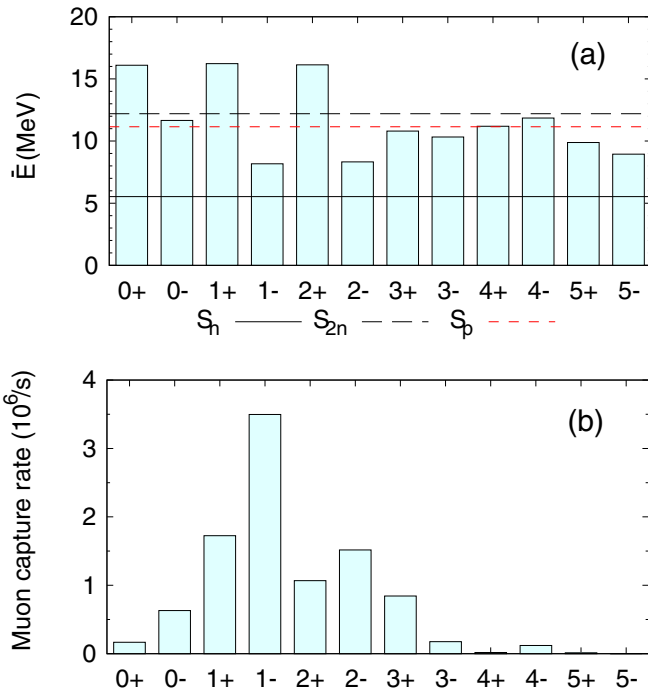 20
(a)
15
10
5
0
Ē (MeV)
0+ 0- 1+ 1- 2+ 2- 3+ 3- 4+ 4- 5+ 5-
Sn S2n Sp
4
(b)
3
2
1
0
Muon capture rate (10^6/s)
0+ 0- 1+ 1- 2+ 2- 3+ 3- 4+ 4- 5+ 5-